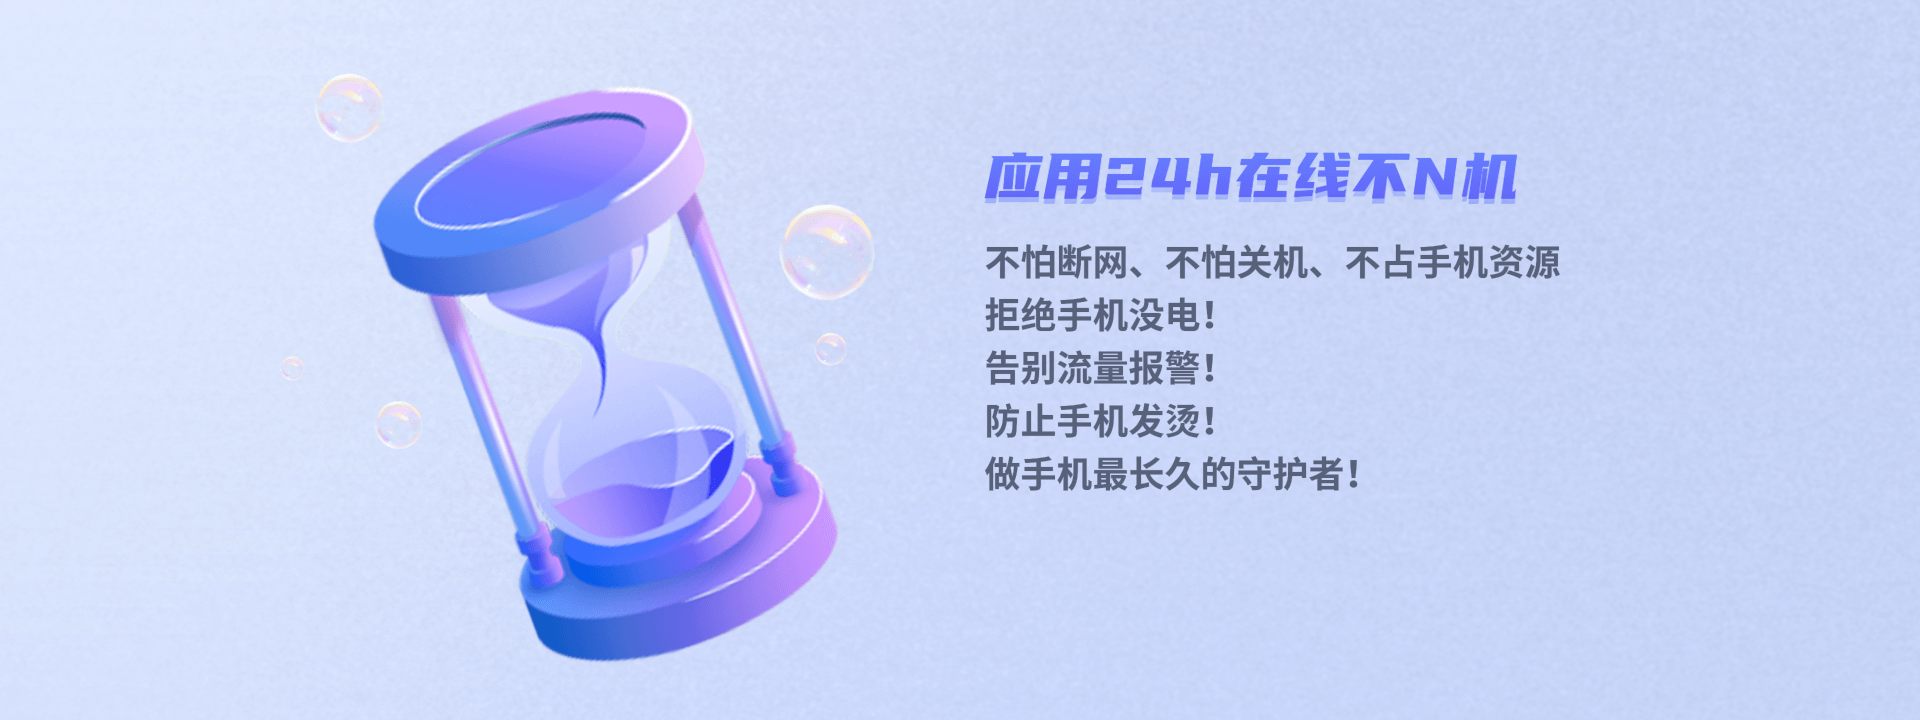 应用24h在线不N机
不怕断网、不怕关机、不占手机资源
拒绝手机没电！
告别流量报警！
防止手机发烫！
做手机最长久的守护者！